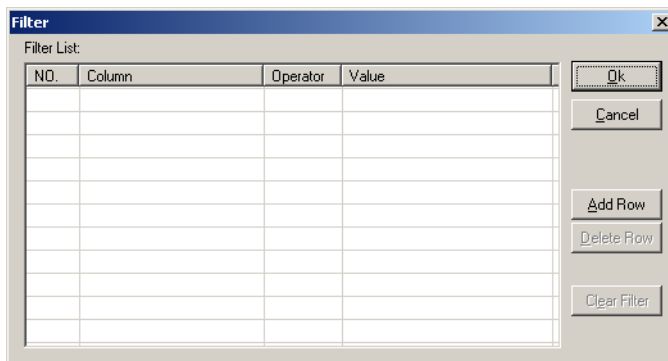 Filter
Filter List:
NO. Column Operator Value
Ok
Cancel
Add Row
Delete Row
Clear Filter